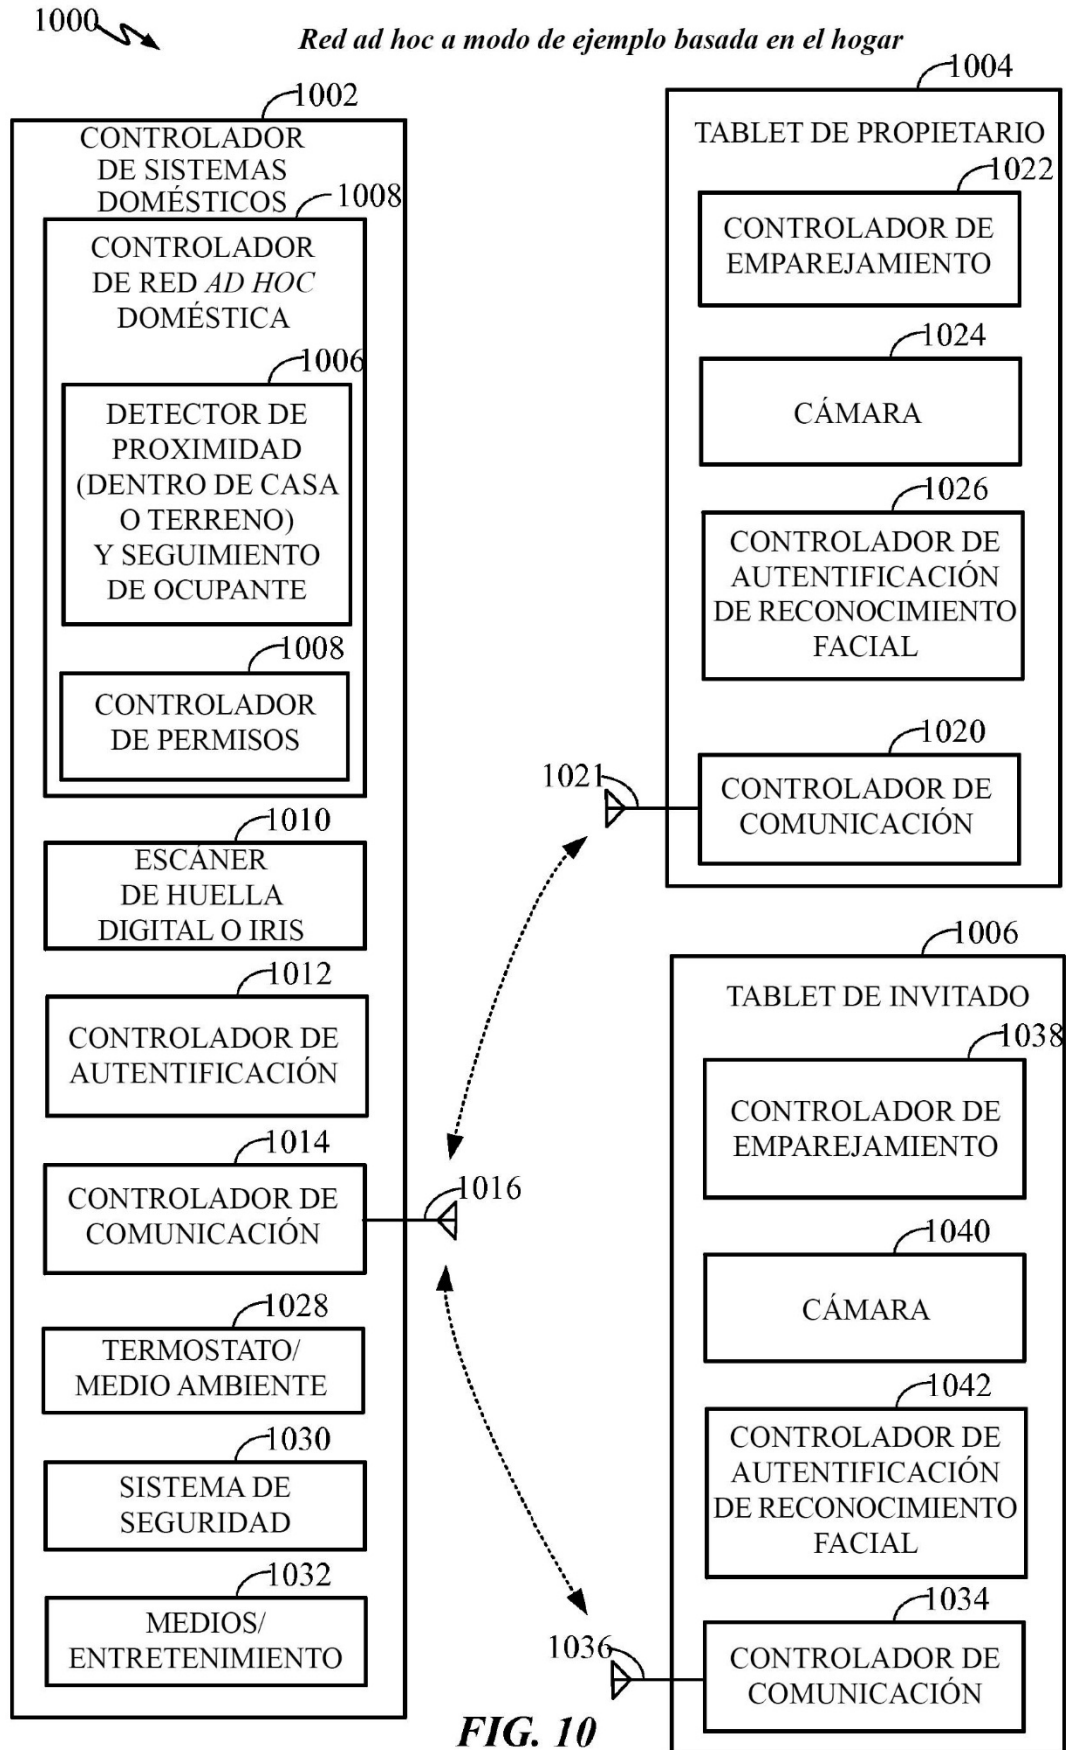 1000
Red ad hoc a modo de ejemplo basada en el hogar
1002
CONTROLADOR
DE SISTEMAS
DOMÉSTICOS
1008
CONTROLADOR
DE RED AD HOC
DOMÉSTICA
1006
DETECTOR DE
PROXIMIDAD
(DENTRO DE CASA
O TERRENO)
Y SEGUIMIENTO
DE OCUPANTE
1008
CONTROLADOR
DE PERMISOS
1010
ESCÁNER
DE HUELLA
DIGITAL O IRIS
1012
CONTROLADOR DE
AUTENTIFICACIÓN
1014
CONTROLADOR DE
COMUNICACIÓN
1016
1028
TERMOSTATO/
MEDIO AMBIENTE
1030
SISTEMA DE
SEGURIDAD
1032
MEDIOS/
ENTRETENIMIENTO
1004
TABLET DE PROPIETARIO
1022
CONTROLADOR DE
EMPAREJAMIENTO
1024
CÁMARA
1026
CONTROLADOR DE
AUTENTIFICACIÓN
DE RECONOCIMIENTO
FACIAL
1020
1021
CONTROLADOR DE
COMUNICACIÓN
1006
TABLET DE INVITADO
1038
CONTROLADOR DE
EMPAREJAMIENTO
1040
CÁMARA
1042
CONTROLADOR DE
AUTENTIFICACIÓN
DE RECONOCIMIENTO
FACIAL
1034
1036
CONTROLADOR DE
COMUNICACIÓN
FIG. 10